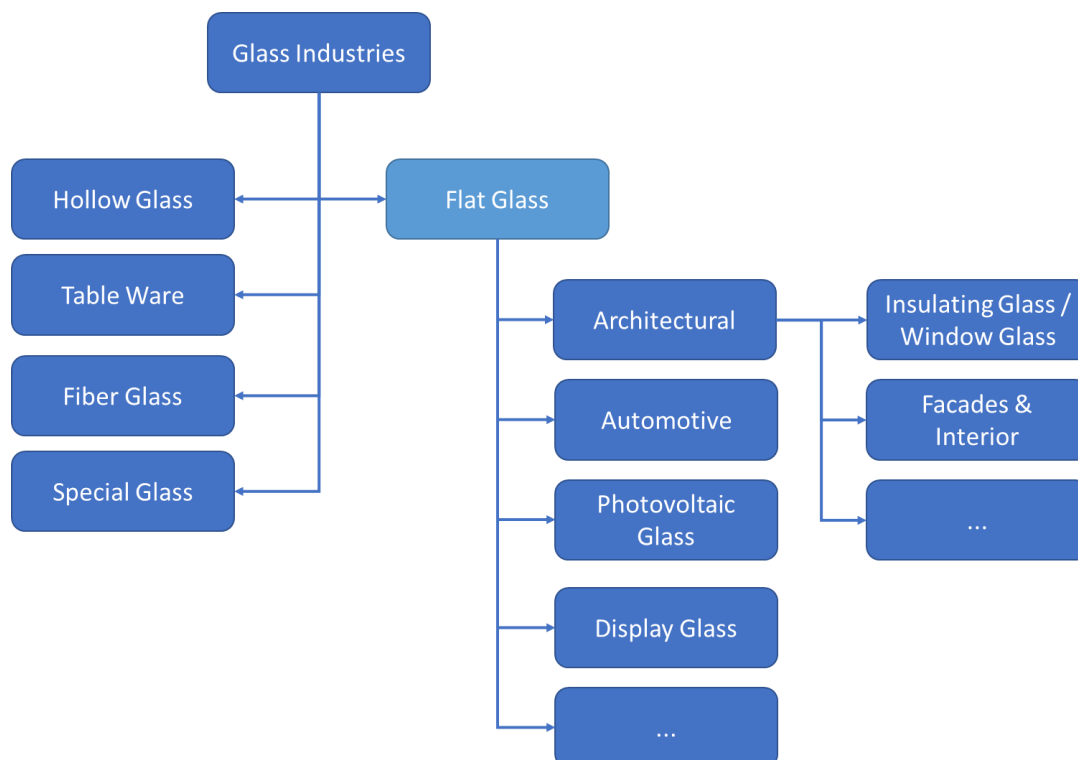 Glass Industries
Hollow Glass
Flat Glass
Table Ware
Fiber Glass
Special Glass
Architectural
Automotive
Photovoltaic
Glass
Display Glass
...
Insulating Glass /
Window Glass
Facades &
Interior
...